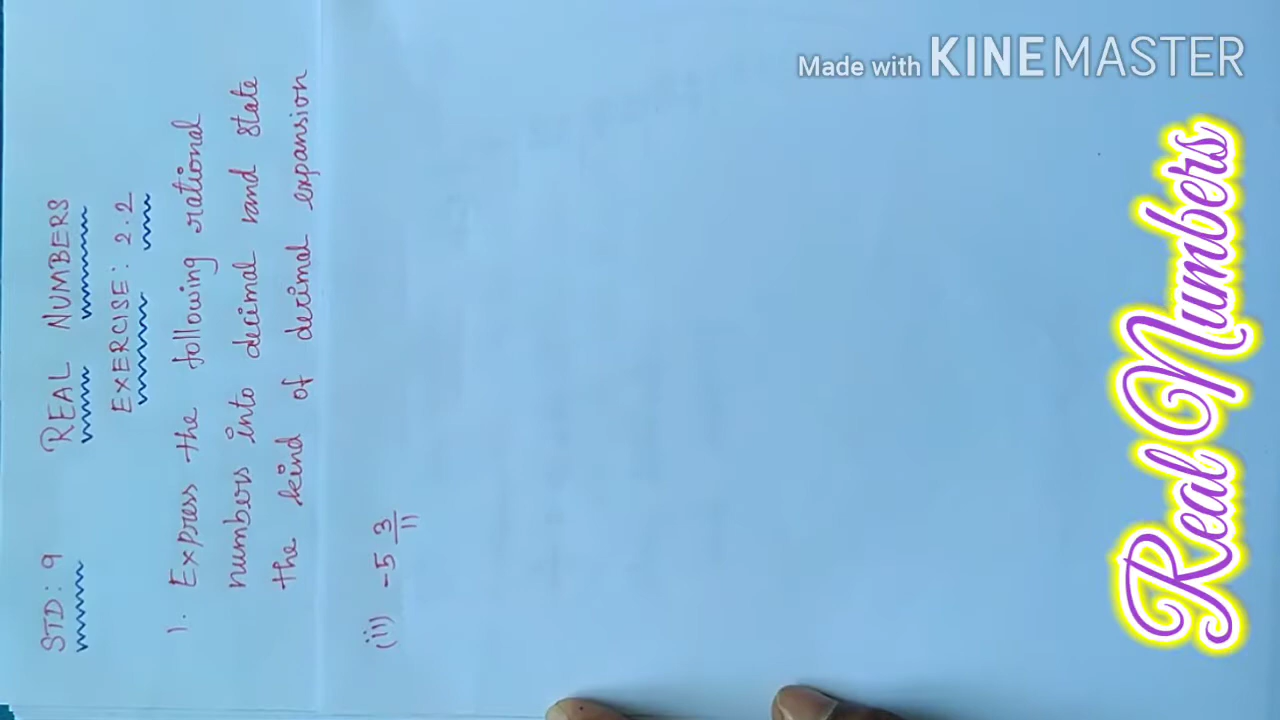 Made with KINEMASTER
STD: 9 REAL NUMBERS
EXERCISE: 2.2
1. Express the following rational
numbers into decimal and state
the kind of decimal expansion
(ii) -5 3/11
Real Numbers